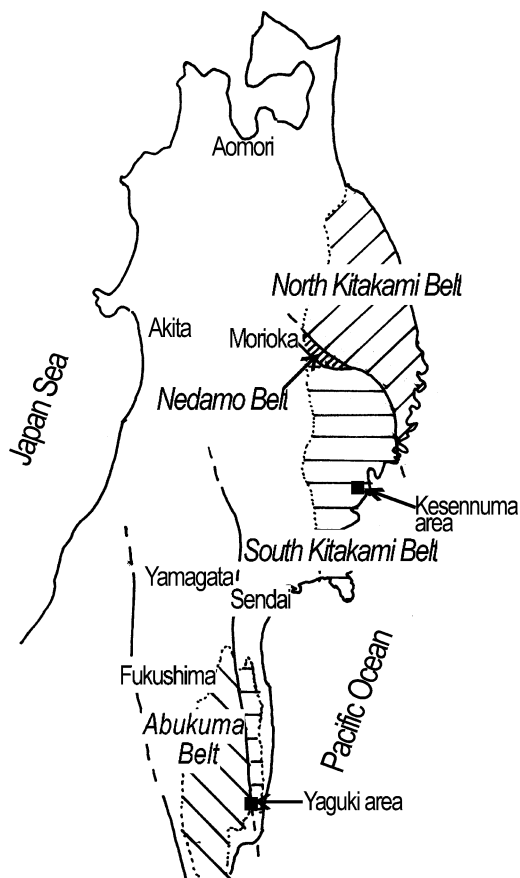 Aomori
North Kitakami Belt
Akita
Morioka
Nedamo Belt
Japan Sea
Kesennuma
area
South Kitakami Belt
Yamagata
Sendai
Fukushima
Pacific Ocean
Abukuma
Belt
Yaguki area